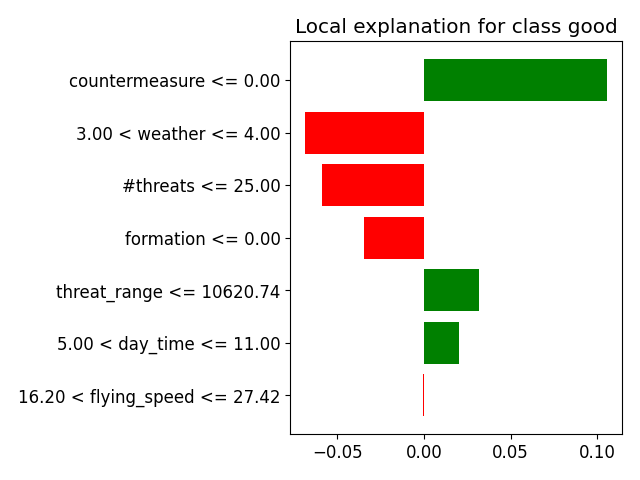 Local explanation for class good
countermeasure <= 0.00
3.00 < weather <= 4.00
#threats <= 25.00
formation <= 0.00
threat_range <= 10620.74
5.00 < day_time <= 11.00
16.20 < flying_speed <= 27.42
−0.05 0.00 0.05 0.10